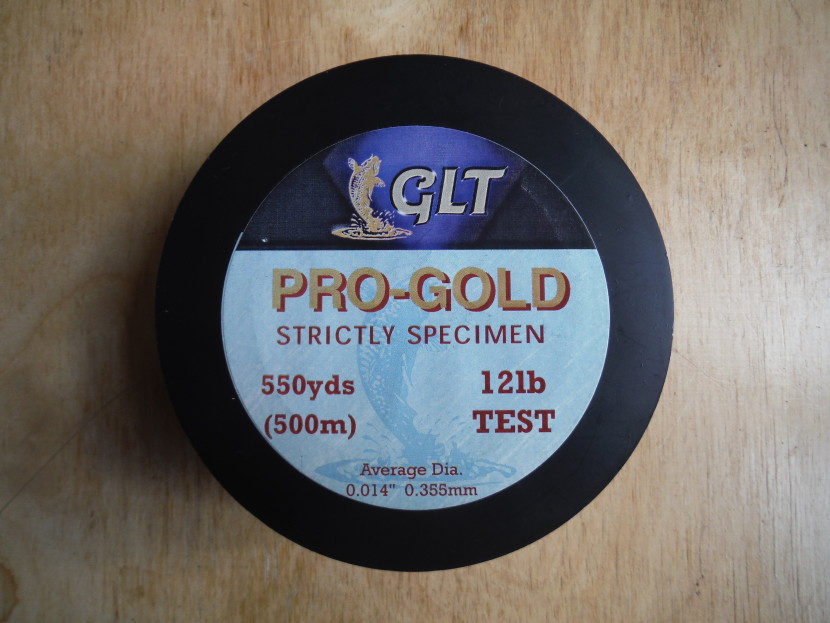 GLT
PRO-GOLD
STRICTLY SPECIMEN
550yds
(500m)
12lb
TEST
Average Dia.
0.014" 0.355mm